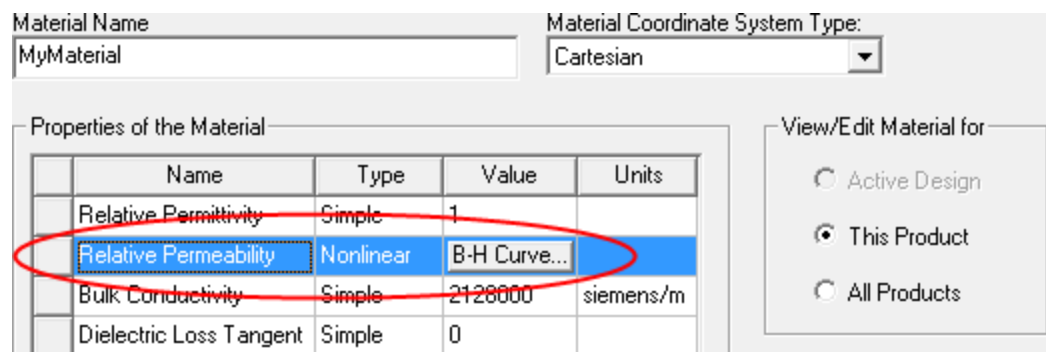 Material Name Material Coordinate System Type:
MyMaterial Cartesian
Properties of the Material View/Edit Material for
Name Type Value Units
Relative Permittivity Simple 1
Active Design
Relative Permeability Nonlinear B-H Curve...
This Product
Bulk Conductivity Simple 2128000 siemens/m
All Products
Dielectric Loss Tangent Simple 0